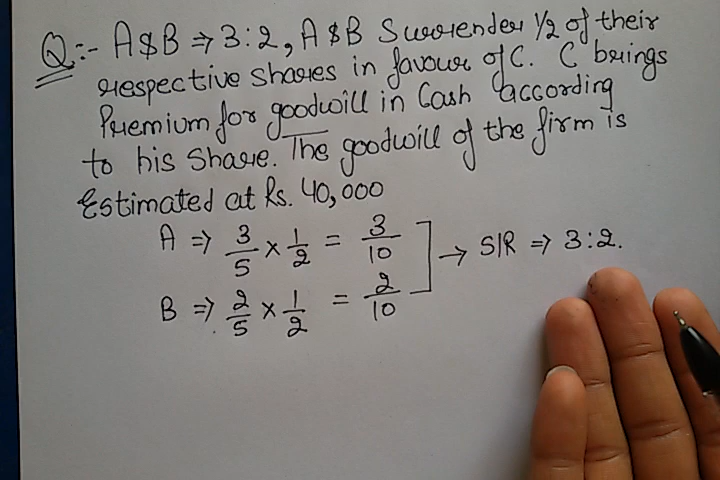 Q:- A$B ⇒ 3:2, A $ B Surrender 1/2 of their
respective shares in favour of C. C brings
Premium for goodwill in Cash according
to his Share. The goodwill of the firm is
Estimated at Rs. 40,000
A ⇒ 3/5 × 1/2 = 3/10
→ S/R ⇒ 3:2.
B ⇒ 2/5 × 1/2 = 2/10